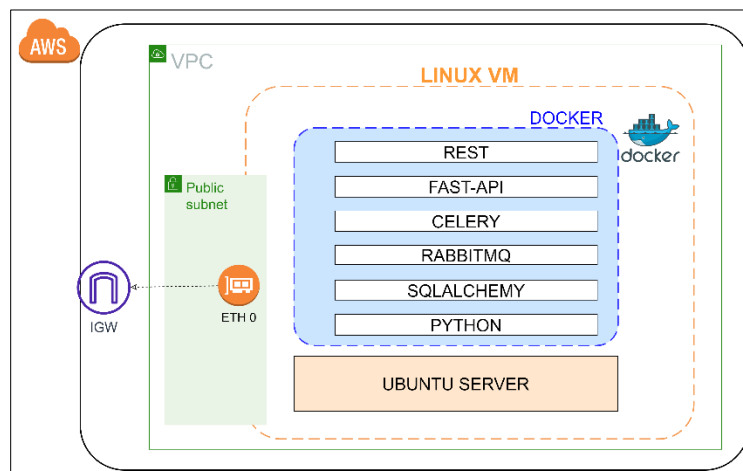 AWS
VPC
LINUX VM
DOCKER
docker
REST
FAST-API
Public
subnet
CELERY
RABBITMQ
SQLALCHEMY
ETH 0
IGW
PYTHON
UBUNTU SERVER